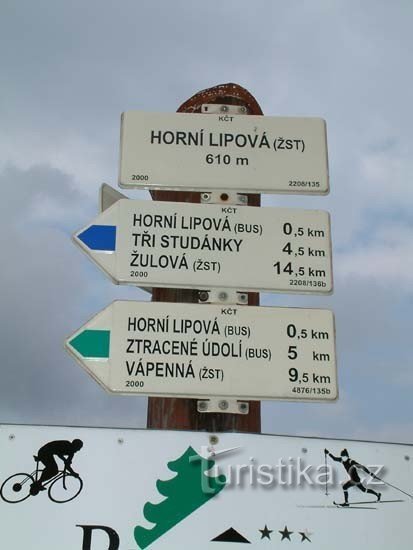 KČT
HORNÍ LIPOVÁ (ŽST)
610 m
2000 2208/135
KČT
HORNÍ LIPOVÁ (BUS) 0,5 km
TŘI STUDÁNKY 4,5 km
ŽULOVÁ (ŽST) 14,5 km
2000 2208/136b
KČT
HORNÍ LIPOVÁ (BUS) 0,5 km
ZTRACENÉ ÚDOLÍ (BUS) 5 km
VÁPENNÁ (ŽST) 9,5 km
2000 4876/135b
Turistika.cz